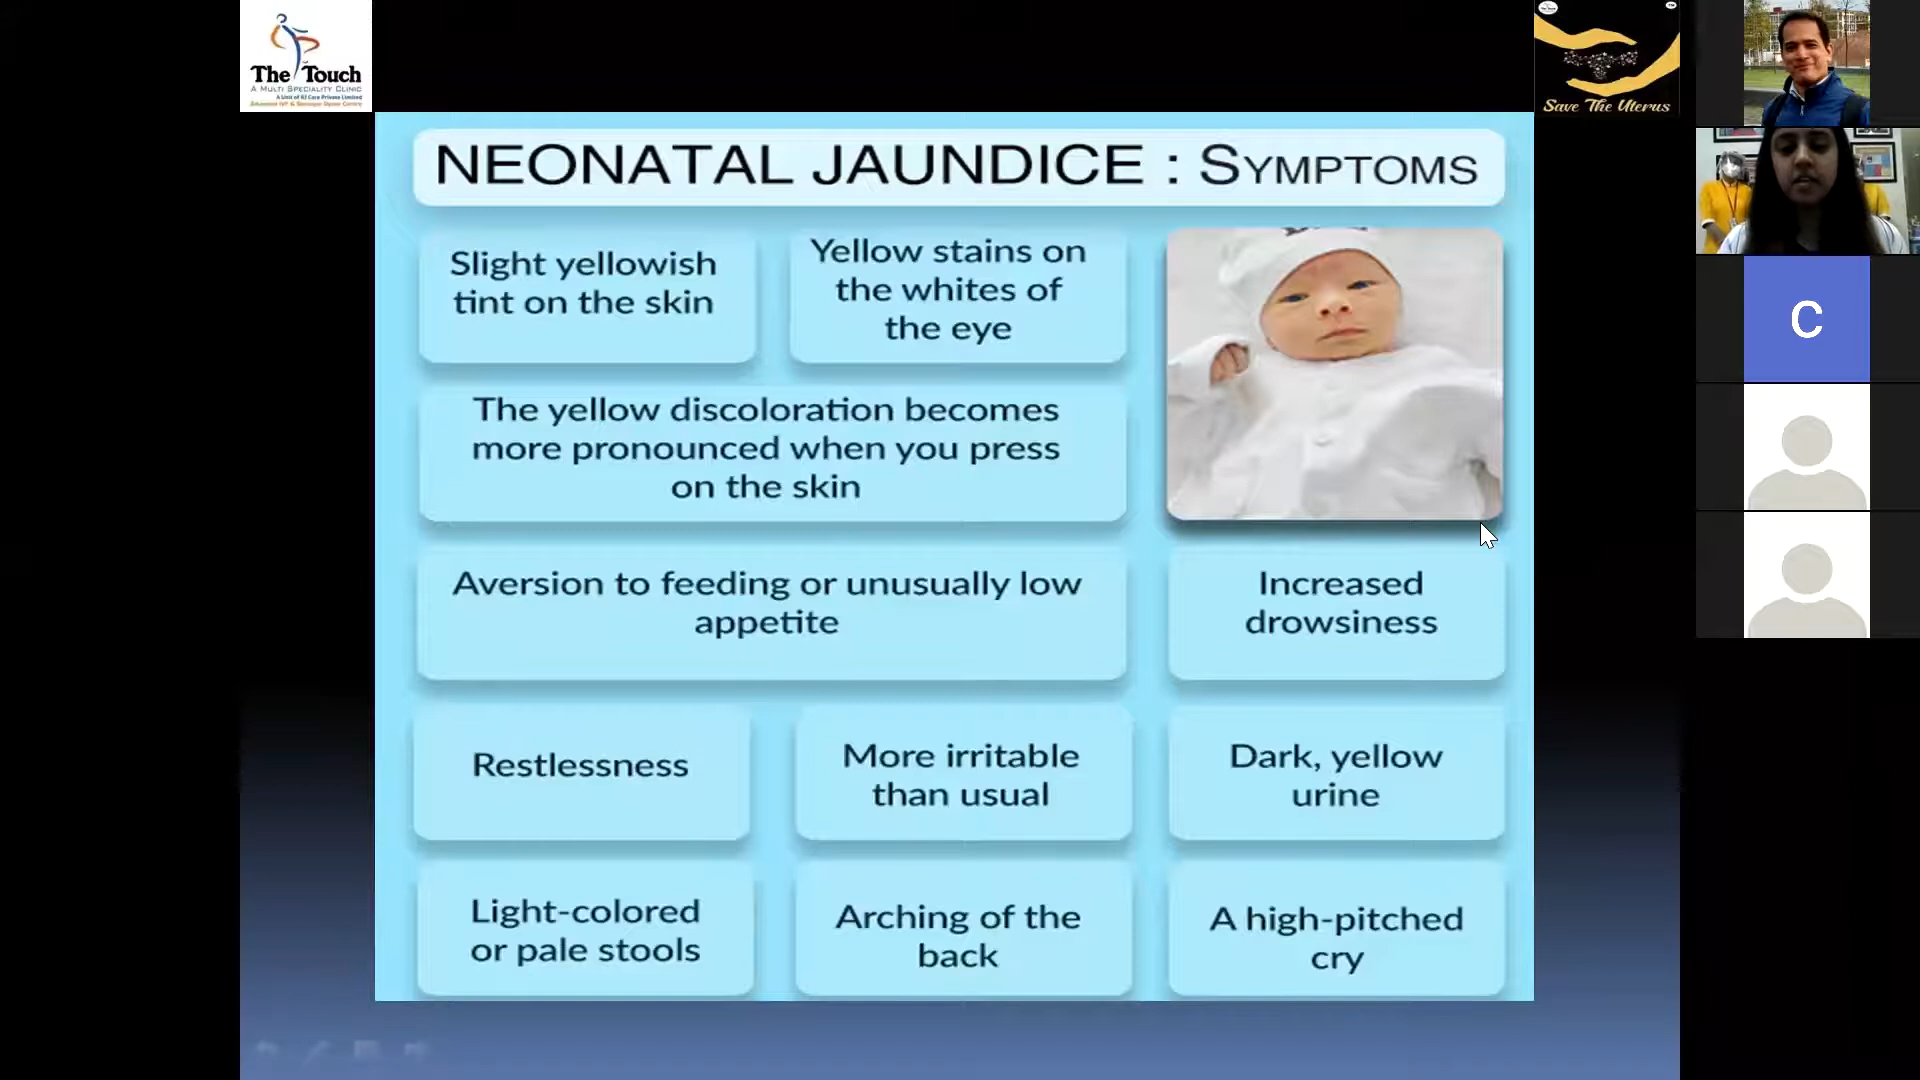 The Touch
A MULTI SPECIALITY CLINIC
A Unit of RJ Care Private Limited
Save The Uterus
NEONATAL JAUNDICE : SYMPTOMS
Slight yellowish
tint on the skin
Yellow stains on
the whites of
the eye
The yellow discoloration becomes
more pronounced when you press
on the skin
Aversion to feeding or unusually low
appetite
Increased
drowsiness
Restlessness
More irritable
than usual
Dark, yellow
urine
Light-colored
or pale stools
Arching of the
back
A high-pitched
cry
C